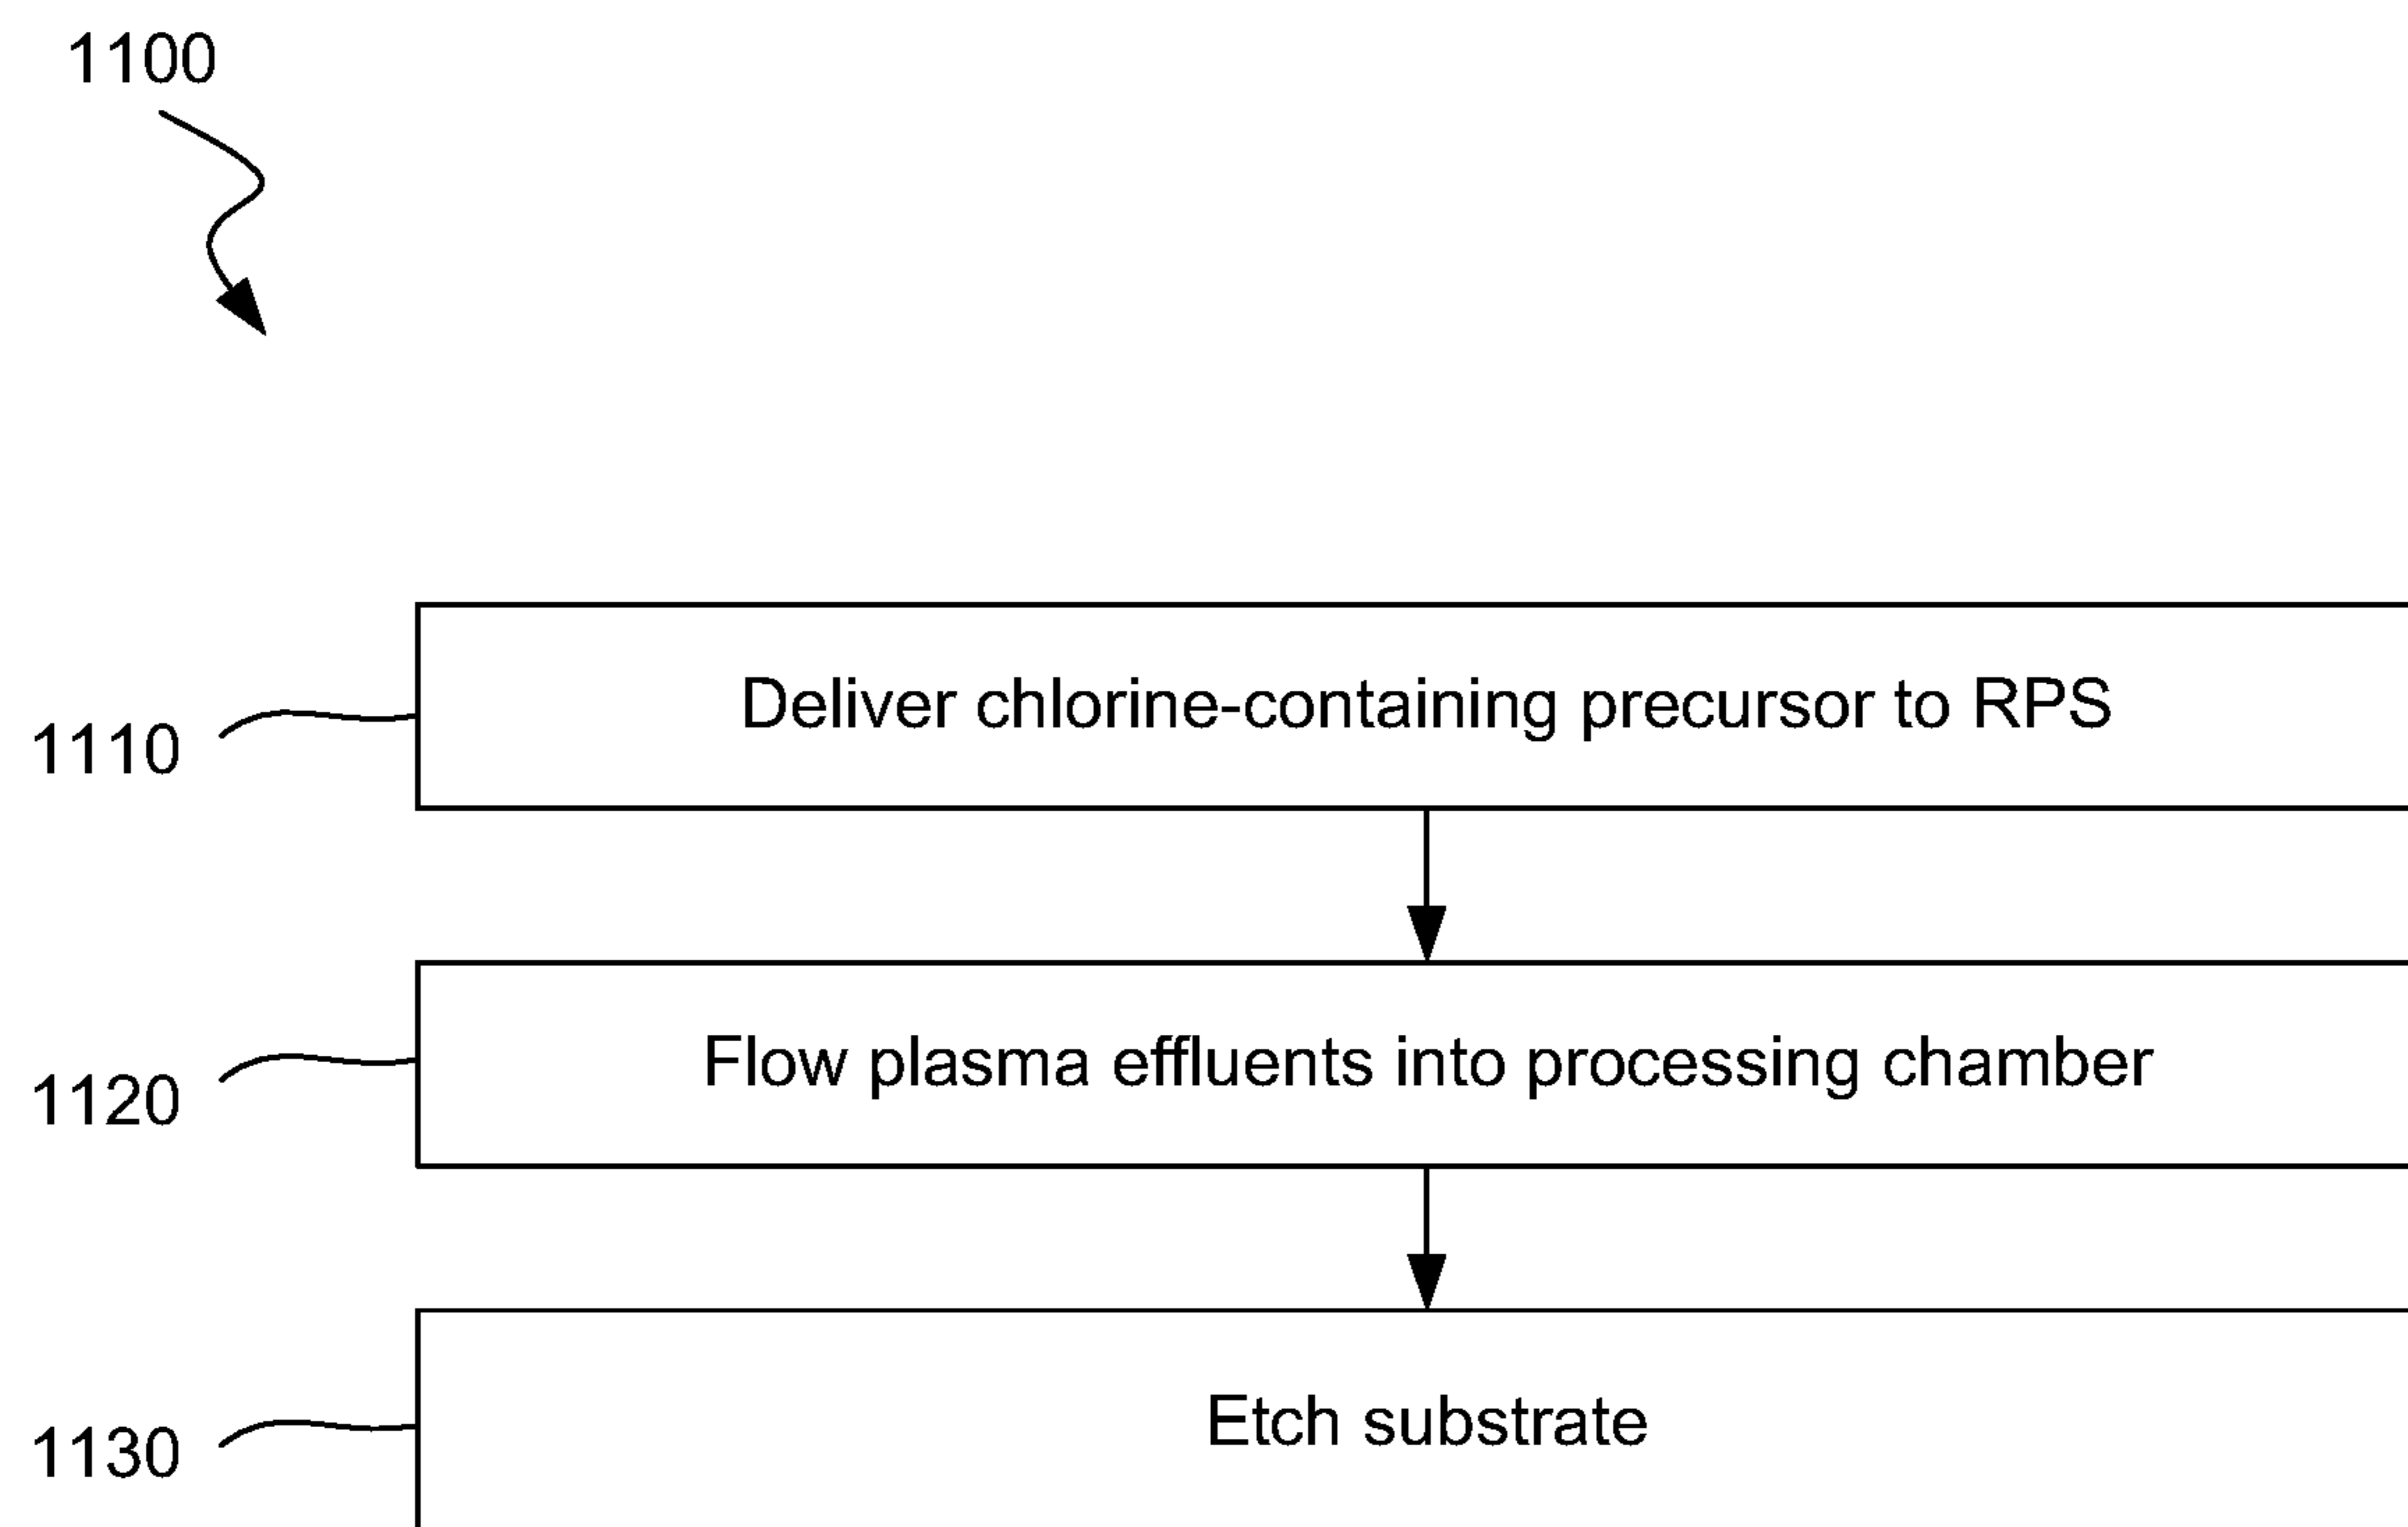 1100
Deliver chlorine-containing precursor to RPS
1110
Flow plasma effluents into processing chamber
1120
Etch substrate
1130